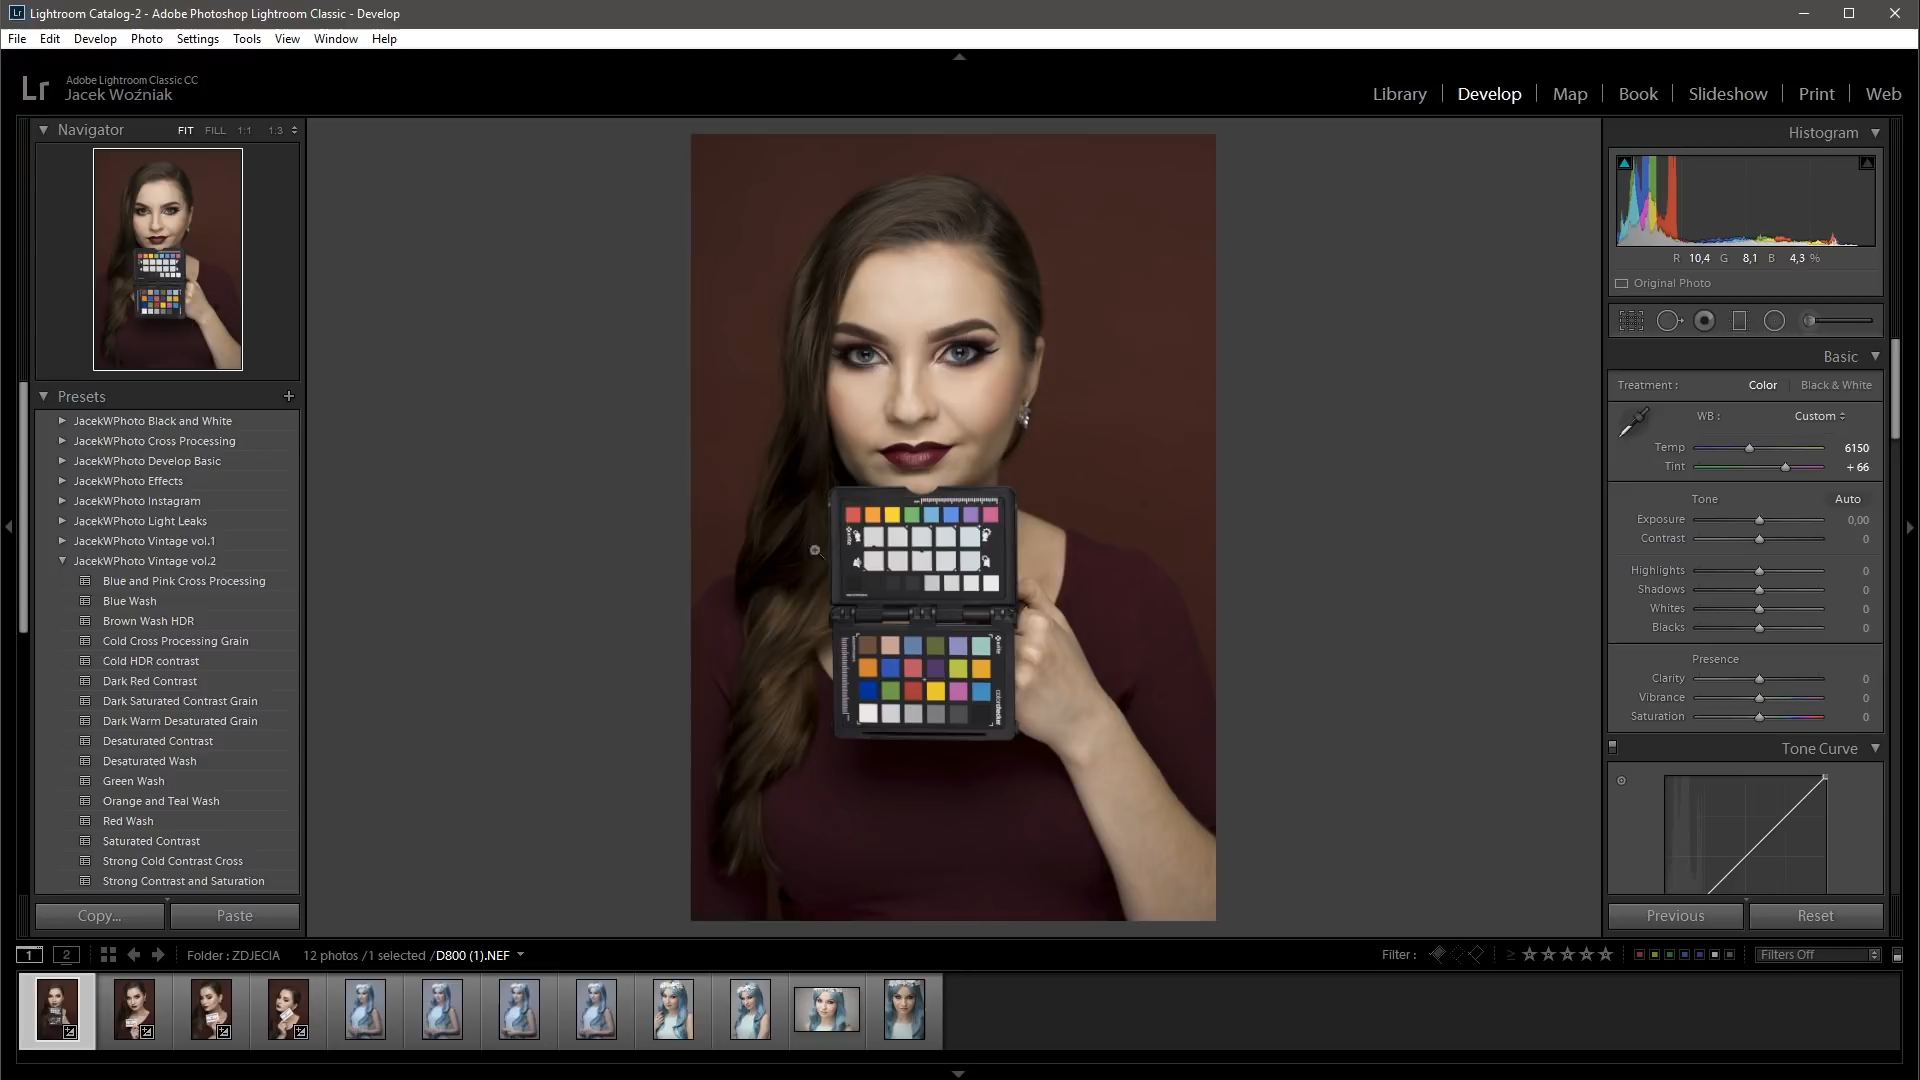 Lr Lightroom Catalog-2 - Adobe Photoshop Lightroom Classic - Develop
File Edit Develop Photo Settings Tools View Window Help
Lr Adobe Lightroom Classic CC
Jacek Woźniak
Library Develop Map Book Slideshow Print Web
Navigator FIT FILL 1:1 1:3
Presets +
JacekWPhoto Black and White
JacekWPhoto Cross Processing
JacekWPhoto Develop Basic
JacekWPhoto Effects
JacekWPhoto Instagram
JacekWPhoto Light Leaks
JacekWPhoto Vintage vol.1
JacekWPhoto Vintage vol.2
Blue and Pink Cross Processing
Blue Wash
Brown Wash HDR
Cold Cross Processing Grain
Cold HDR contrast
Dark Red Contrast
Dark Saturated Contrast Grain
Dark Warm Desaturated Grain
Desaturated Contrast
Desaturated Wash
Green Wash
Orange and Teal Wash
Red Wash
Saturated Contrast
Strong Cold Contrast Cross
Strong Contrast and Saturation
Copy... Paste
Histogram
R 10,4 G 8,1 B 4,3 %
Original Photo
Basic
Treatment : Color Black & White
WB : Custom
Temp 6150
Tint + 66
Tone Auto
Exposure 0,00
Contrast 0
Highlights 0
Shadows 0
Whites 0
Blacks 0
Presence
Clarity 0
Vibrance 0
Saturation 0
Tone Curve
Previous Reset
1 2 Folder : ZDJECIA 12 photos /1 selected /D800 (1).NEF Filter : ≥ Filters Off